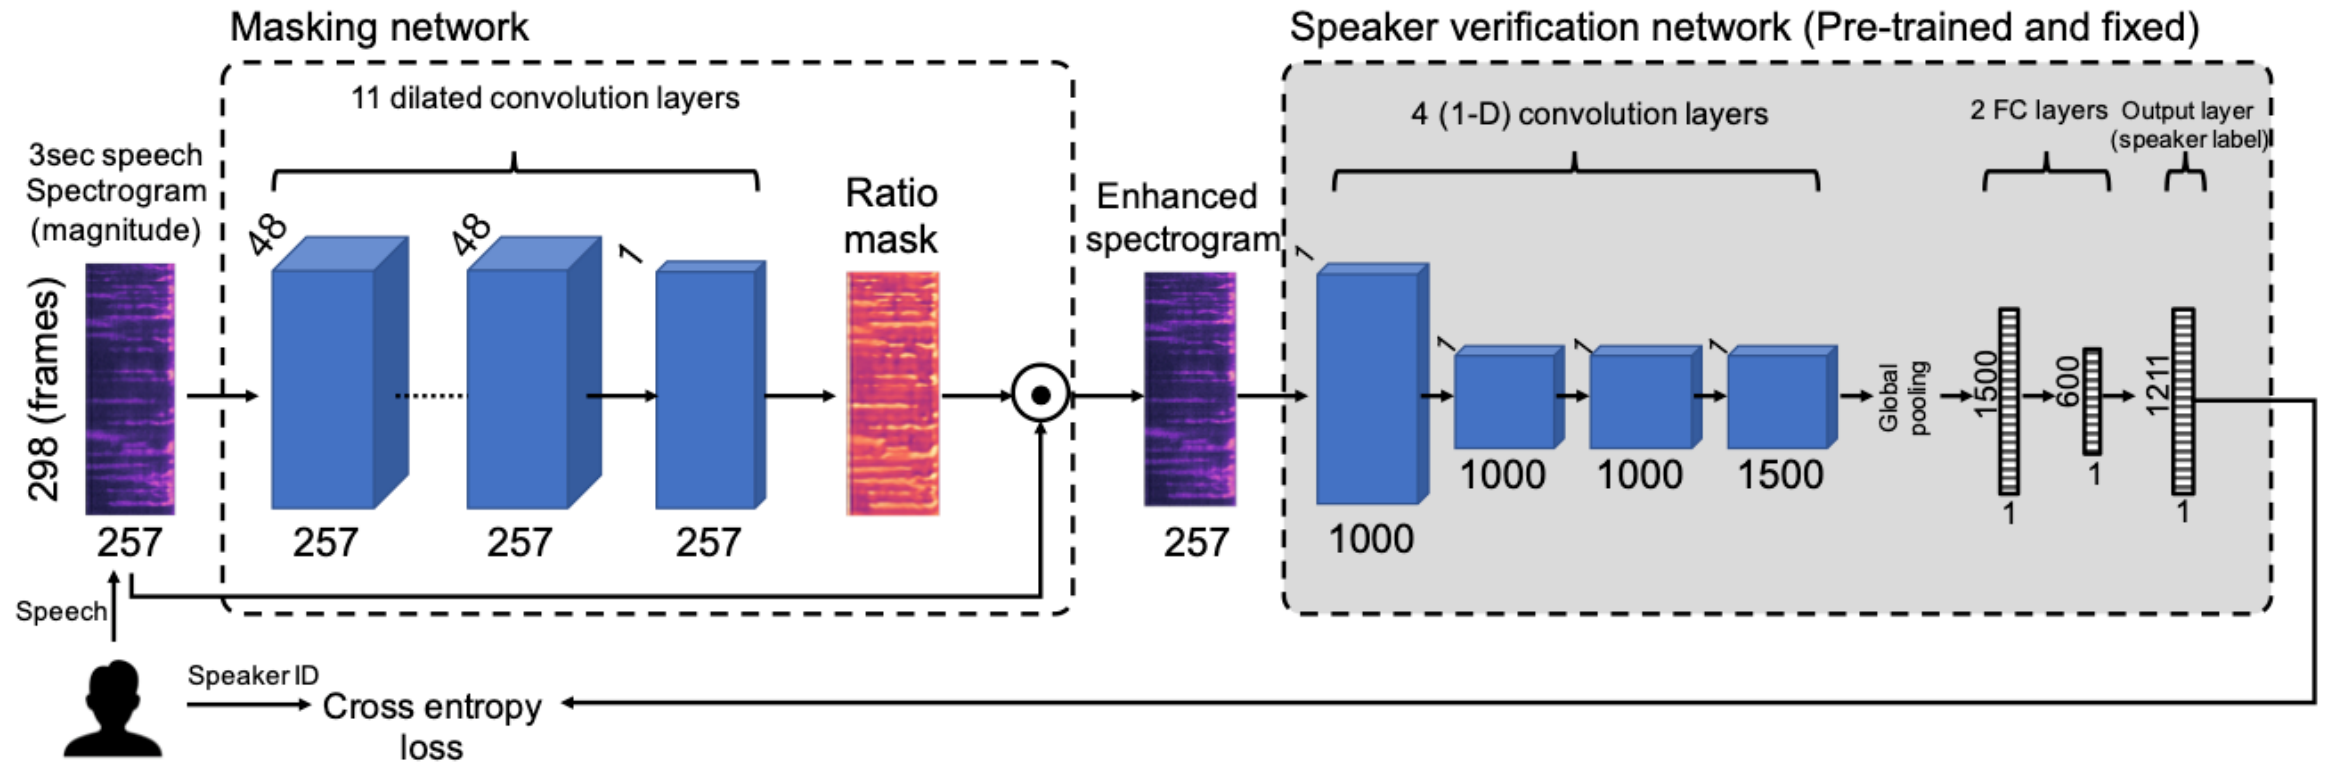 Masking network
Speaker verification network (Pre-trained and fixed)
11 dilated convolution layers
4 (1-D) convolution layers
2 FC layers
Output layer
(speaker label)
3sec speech
Spectrogram
(magnitude)
298 (frames)
257
48
257
48
257
1
257
Ratio
mask
Enhanced
spectrogram
257
1
1000
1
1000
1
1000
1
1500
Global
pooling
1500
1
600
1
1211
1
Speech
Speaker ID
Cross entropy
loss